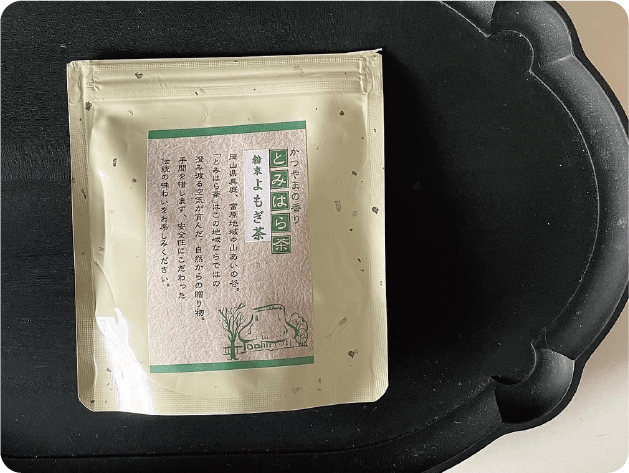 かつやまの香り
とみはら茶
粉末よもぎ茶
岡山県真庭、富原地域の山あいの谷。
「とみはら茶」はこの地域ならではの
澄み渡る空気が育んだ、自然からの贈り物。
手間を惜します、安全性にこだわった
伝統の味わいをお楽しみください。